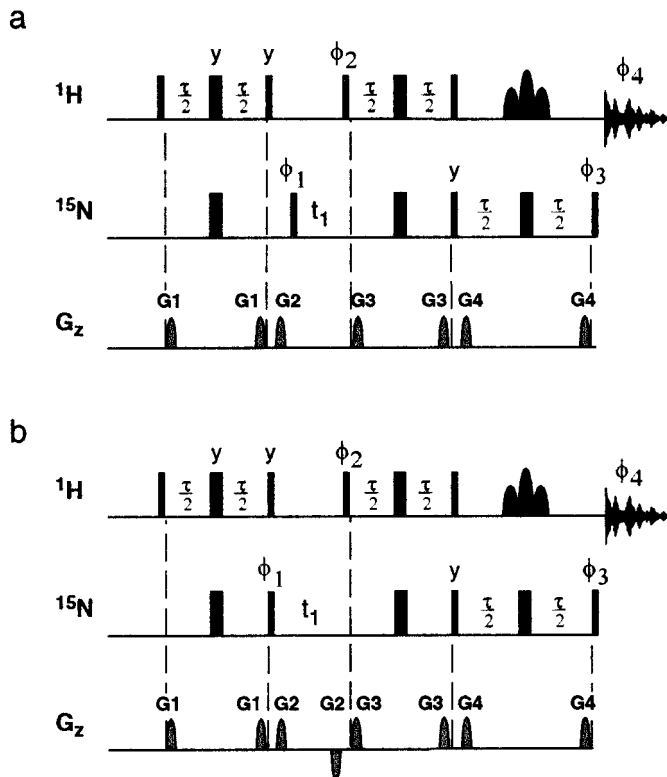 a
y y ϕ2 ϕ4
1H τ/2 τ/2 τ/2 τ/2
ϕ1 y ϕ3
15N t1 τ/2 τ/2
G1 G1 G2 G3 G3 G4 G4
Gz
b
y y ϕ2 ϕ4
1H τ/2 τ/2 τ/2 τ/2
ϕ1 y ϕ3
15N t1 τ/2 τ/2
G1 G1 G2 G2 G3 G3 G4 G4
Gz